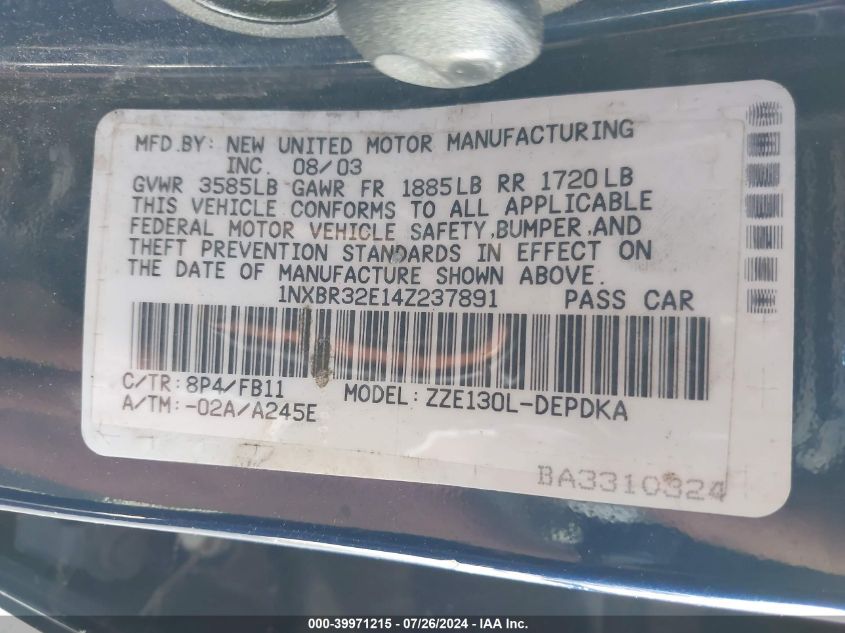 MFD.BY: NEW UNITED MOTOR MANUFACTURING
INC. 08/03
GVWR 3585LB GAWR FR 1885LB RR 1720LB
THIS VEHICLE CONFORMS TO ALL APPLICABLE
FEDERAL MOTOR VEHICLE SAFETY,BUMPER,AND
THEFT PREVENTION STANDARDS IN EFFECT ON
THE DATE OF MANUFACTURE SHOWN ABOVE.
1NXBR32E14Z237891 PASS CAR
C/TR: 8P4/FB11 MODEL: ZZE130L-DEPDKA
A/TM: -02A/A245E
BA3310324
000-39971215 - 07/26/2024 - IAAI.COM